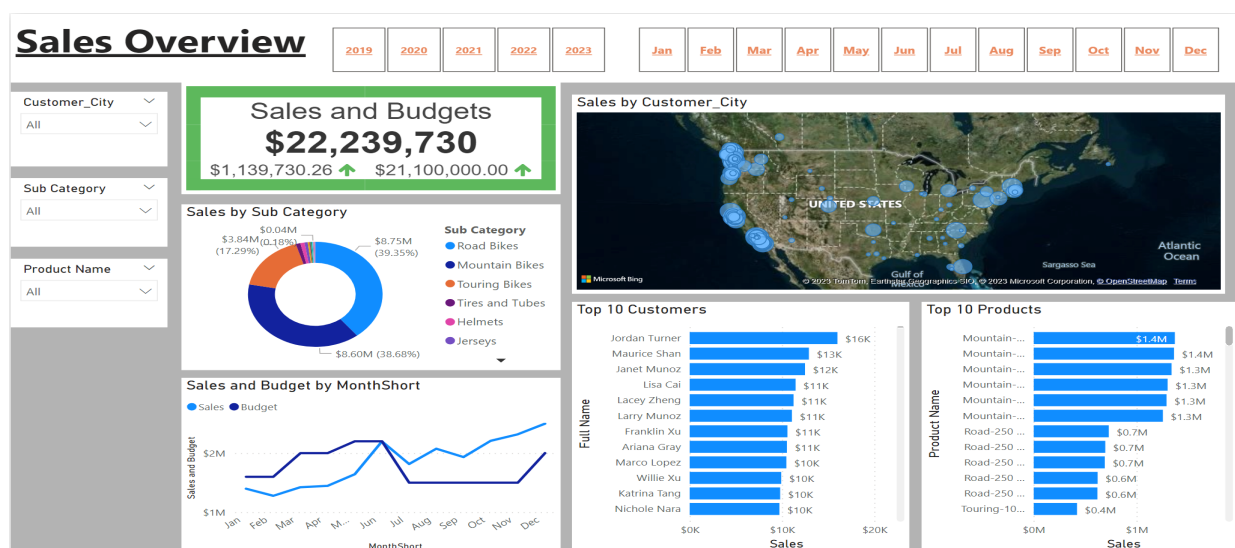 Sales Overview
2019 2020 2021 2022 2023 Jan Feb Mar Apr May Jun Jul Aug Sep Oct Nov Dec
Customer_City
All
Sub Category
All
Product Name
All
Sales and Budgets
$22,239,730
$1,139,730.26 $21,100,000.00
Sales by Sub Category
$0.04M
(0.18%)
$3.84M
(17.29%)
$8.75M
(39.35%)
$8.60M (38.68%)
Sub Category
Road Bikes
Mountain Bikes
Touring Bikes
Tires and Tubes
Helmets
Jerseys
Sales and Budget by MonthShort
Sales Budget
Sales and Budget
$2M
$1M
Jan Feb Mar Apr M... Jun Jul Aug Sep Oct Nov Dec
MonthShort
Sales by Customer_City
UNITED STATES
Atlantic
Ocean
Sargasso Sea
Gulf of
Mexico
Microsoft Bing
© 2023 TomTom, Earthstar Geographics SIO, © 2023 Microsoft Corporation, © OpenStreetMap Terms
Top 10 Customers
Full Name
Jordan Turner $16K
Maurice Shan $13K
Janet Munoz $12K
Lisa Cai $11K
Lacey Zheng $11K
Larry Munoz $11K
Franklin Xu $11K
Ariana Gray $11K
Marco Lopez $10K
Willie Xu $10K
Katrina Tang $10K
Nichole Nara $10K
$0K $10K $20K
Sales
Top 10 Products
Product Name
Mountain-... $1.4M
Mountain-... $1.4M
Mountain-... $1.3M
Mountain-... $1.3M
Mountain-... $1.3M
Mountain-... $1.3M
Road-250 ... $0.7M
Road-250 ... $0.7M
Road-250 ... $0.7M
Road-250 ... $0.6M
Road-250 ... $0.6M
Touring-10... $0.4M
$0M $1M
Sales